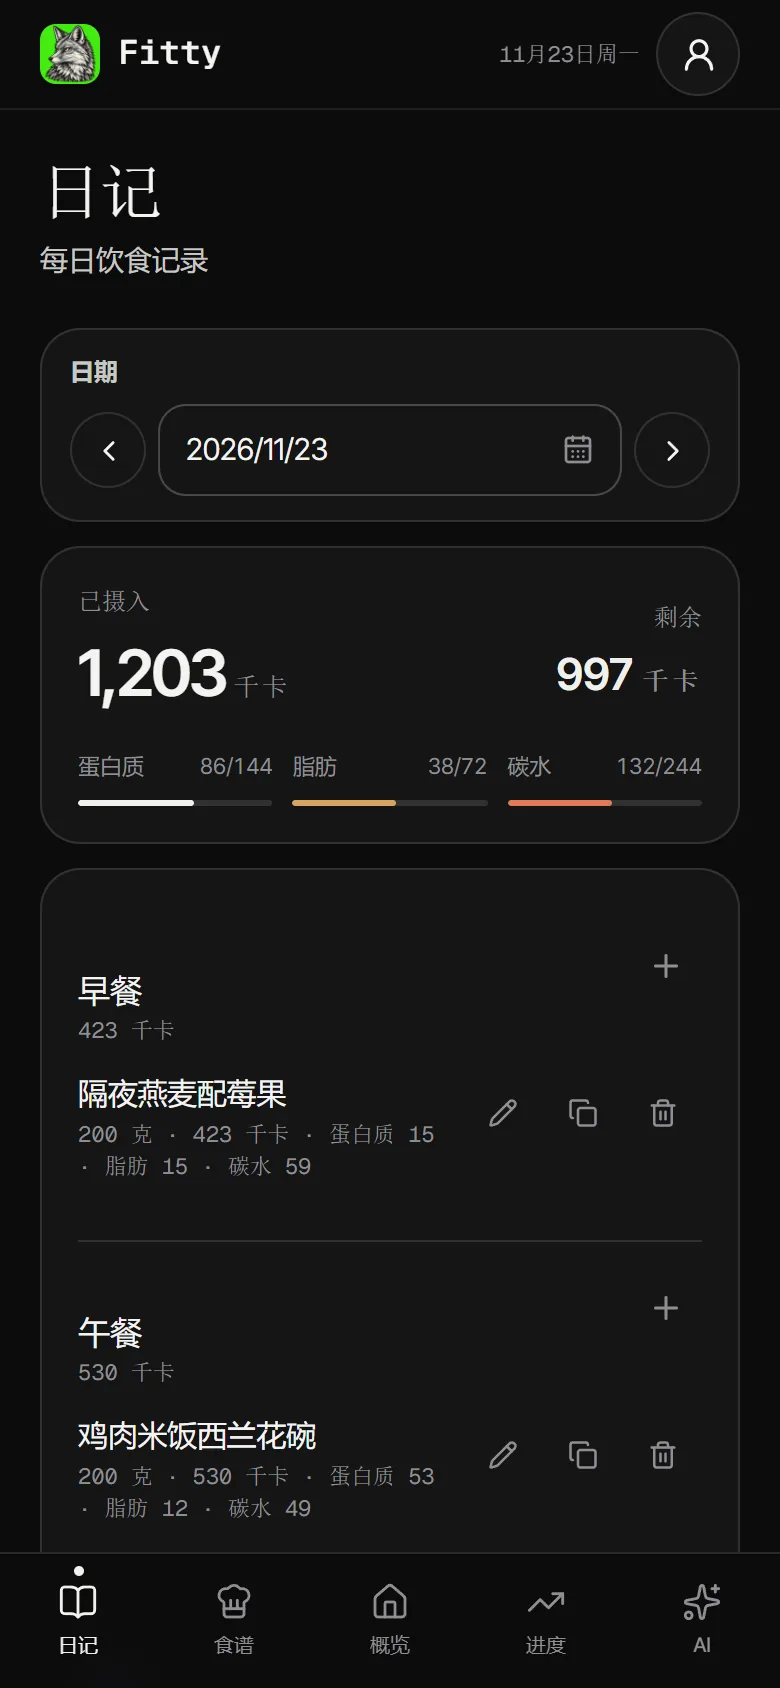 Fitty
11月23日周一
日记
每日饮食记录
日期
2026/11/23
已摄入
剩余
1,203 千卡
997 千卡
蛋白质 86/144 脂肪 38/72 碳水 132/244
早餐
423 千卡
隔夜燕麦配莓果
200 克 · 423 千卡 · 蛋白质 15
· 脂肪 15 · 碳水 59
午餐
530 千卡
鸡肉米饭西兰花碗
200 克 · 530 千卡 · 蛋白质 53
· 脂肪 12 · 碳水 49
日记 食谱 概览 进度 AI